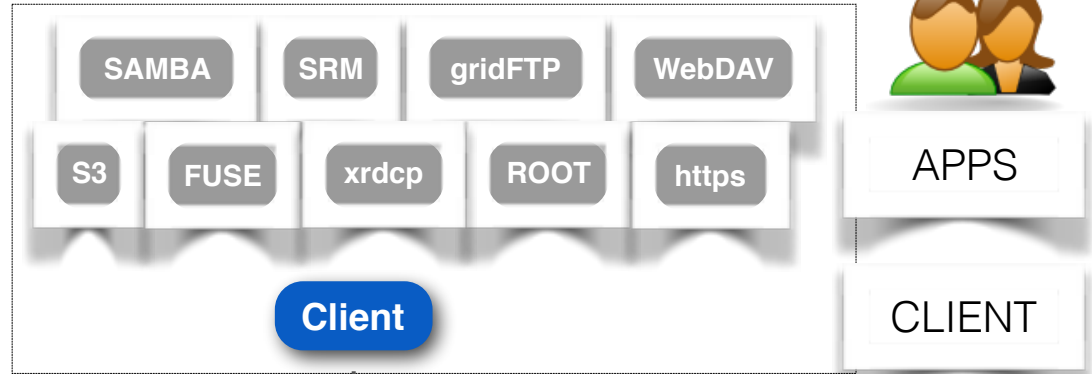 SAMBA SRM gridFTP WebDAV
S3 FUSE xrdcp ROOT https
APPS
Client
CLIENT